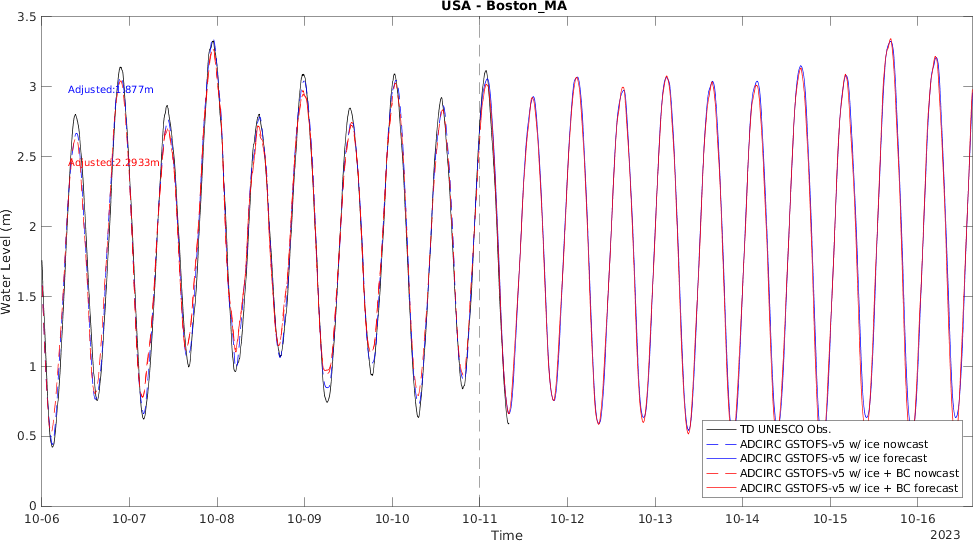 USA - Boston_MA
3.5
3
2.5
2
1.5
1
0.5
0
Water Level (m)
Adjusted:1.877m
Adjusted:2.2933m
TD UNESCO Obs.
ADCIRC GSTOFS-v5 w/ ice nowcast
ADCIRC GSTOFS-v5 w/ ice forecast
ADCIRC GSTOFS-v5 w/ ice + BC nowcast
ADCIRC GSTOFS-v5 w/ ice + BC forecast
10-06 10-07 10-08 10-09 10-10 10-11 10-12 10-13 10-14 10-15 10-16
Time
2023